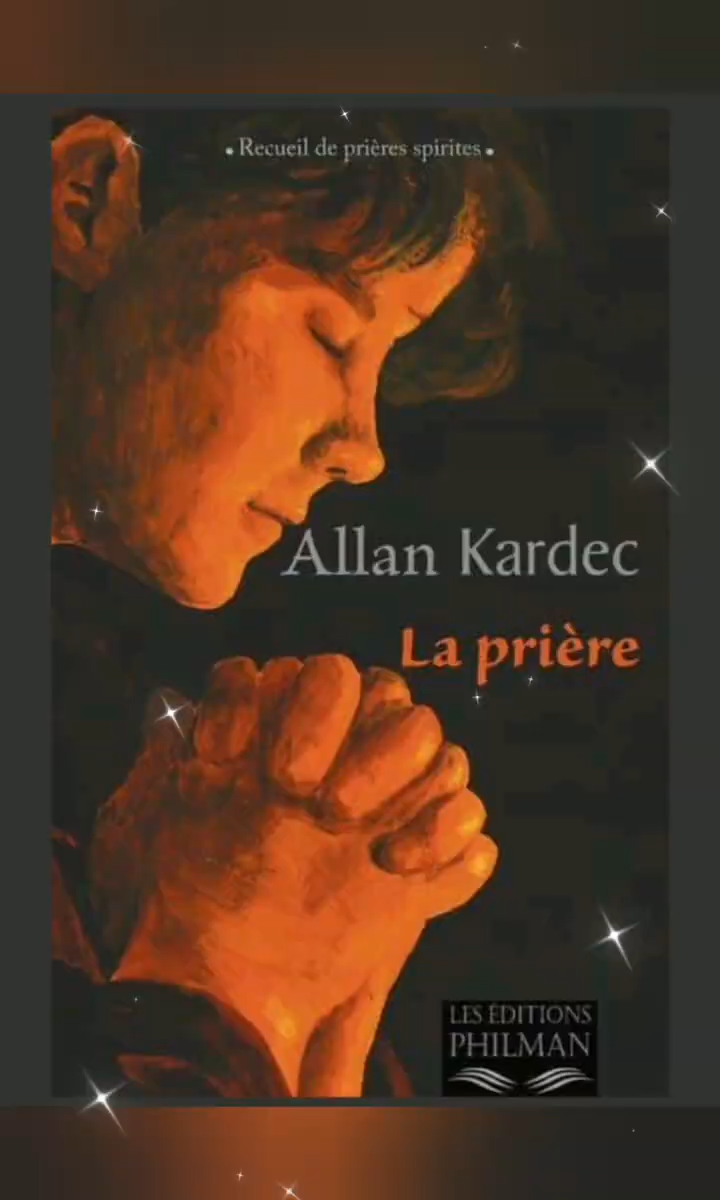 • Recueil de prières spirites •
Allan Kardec
La prière
LES ÉDITIONS
PHILMAN